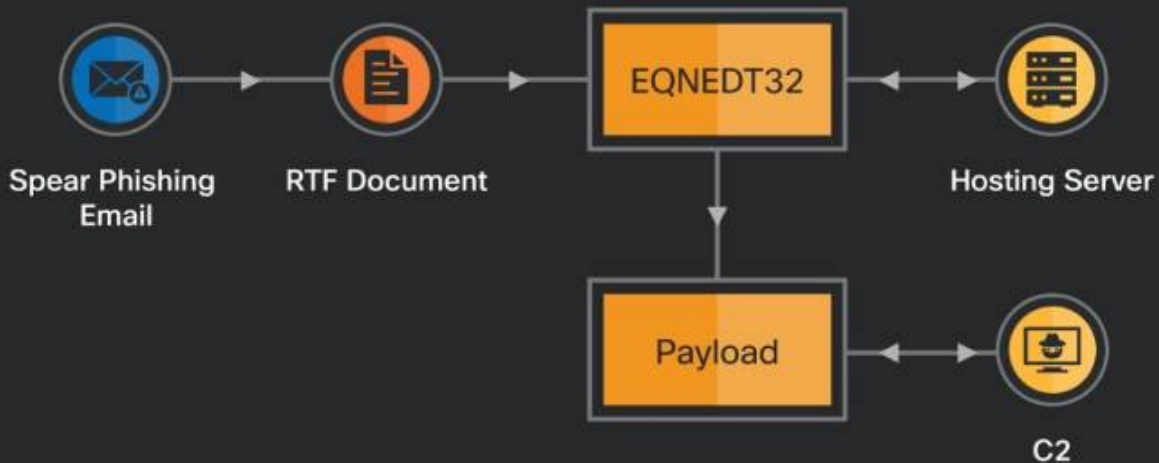 EQNEDT32
Spear Phishing
Email
RTF Document
Hosting Server
Payload
C2